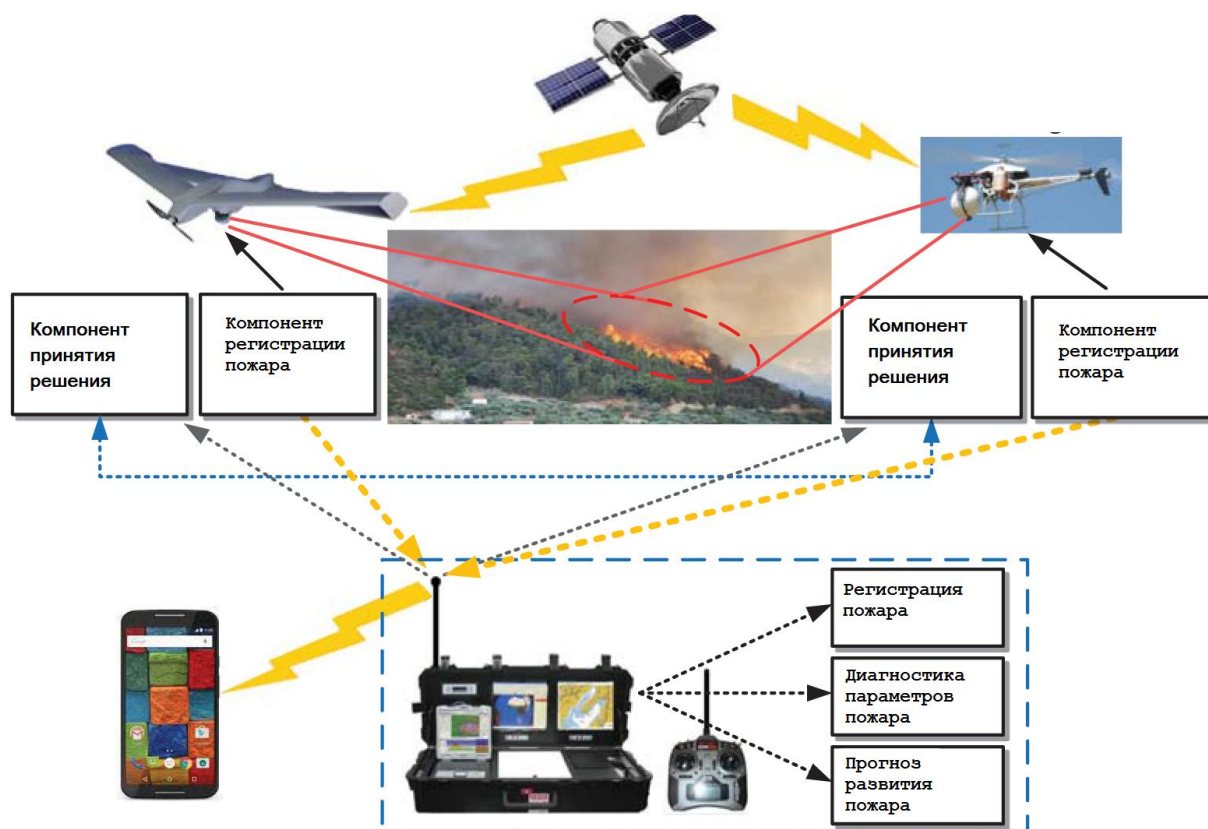 Компонент
принятия
решения
Компонент
регистрации
пожара
Компонент
принятия
решения
Компонент
регистрации
пожара
Регистрация
пожара
Диагностика
параметров
пожара
Прогноз
развития
пожара